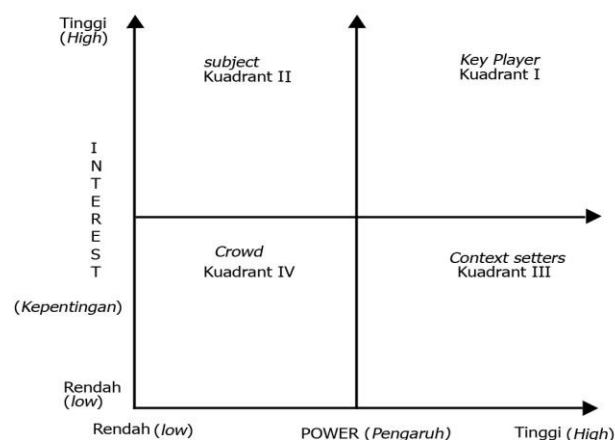 Tinggi
(High)
subject
Kuadrant II
Key Player
Kuadrant I
INTEREST
(Kepentingan)
Crowd
Kuadrant IV
Context setters
Kuadrant III
Rendah
(low)
Rendah (low)
POWER (Pengaruh)
Tinggi (High)